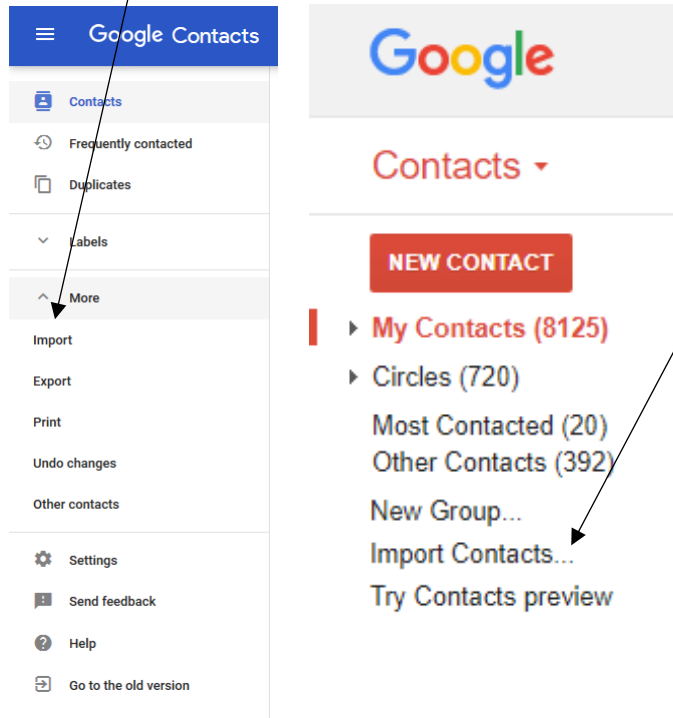 Google Contacts
Contacts
Frequently contacted
Duplicates
Labels
More
Import
Export
Print
Undo changes
Other contacts
Settings
Send feedback
Help
Go to the old version
Google
Contacts
NEW CONTACT
My Contacts (8125)
Circles (720)
Most Contacted (20)
Other Contacts (392)
New Group...
Import Contacts...
Try Contacts preview